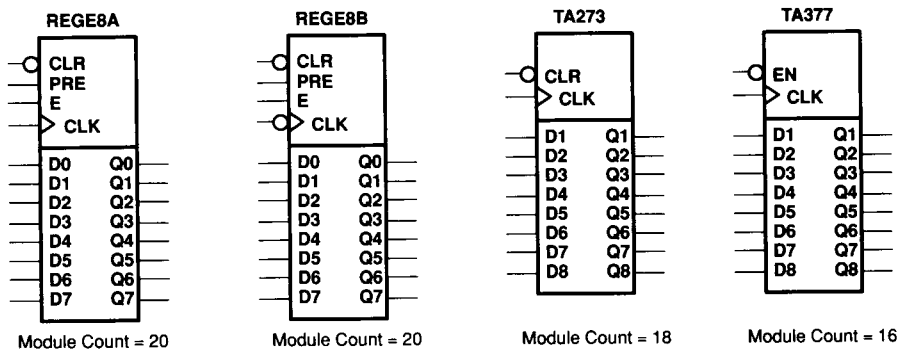 REGE8A
CLR
PRE
E
CLK
D0 Q0
D1 Q1
D2 Q2
D3 Q3
D4 Q4
D5 Q5
D6 Q6
D7 Q7
Module Count = 20
REGE8B
CLR
PRE
E
CLK
D0 Q0
D1 Q1
D2 Q2
D3 Q3
D4 Q4
D5 Q5
D6 Q6
D7 Q7
Module Count = 20
TA273
CLR
CLK
D1 Q1
D2 Q2
D3 Q3
D4 Q4
D5 Q5
D6 Q6
D7 Q7
D8 Q8
Module Count = 18
TA377
EN
CLK
D1 Q1
D2 Q2
D3 Q3
D4 Q4
D5 Q5
D6 Q6
D7 Q7
D8 Q8
Module Count = 16